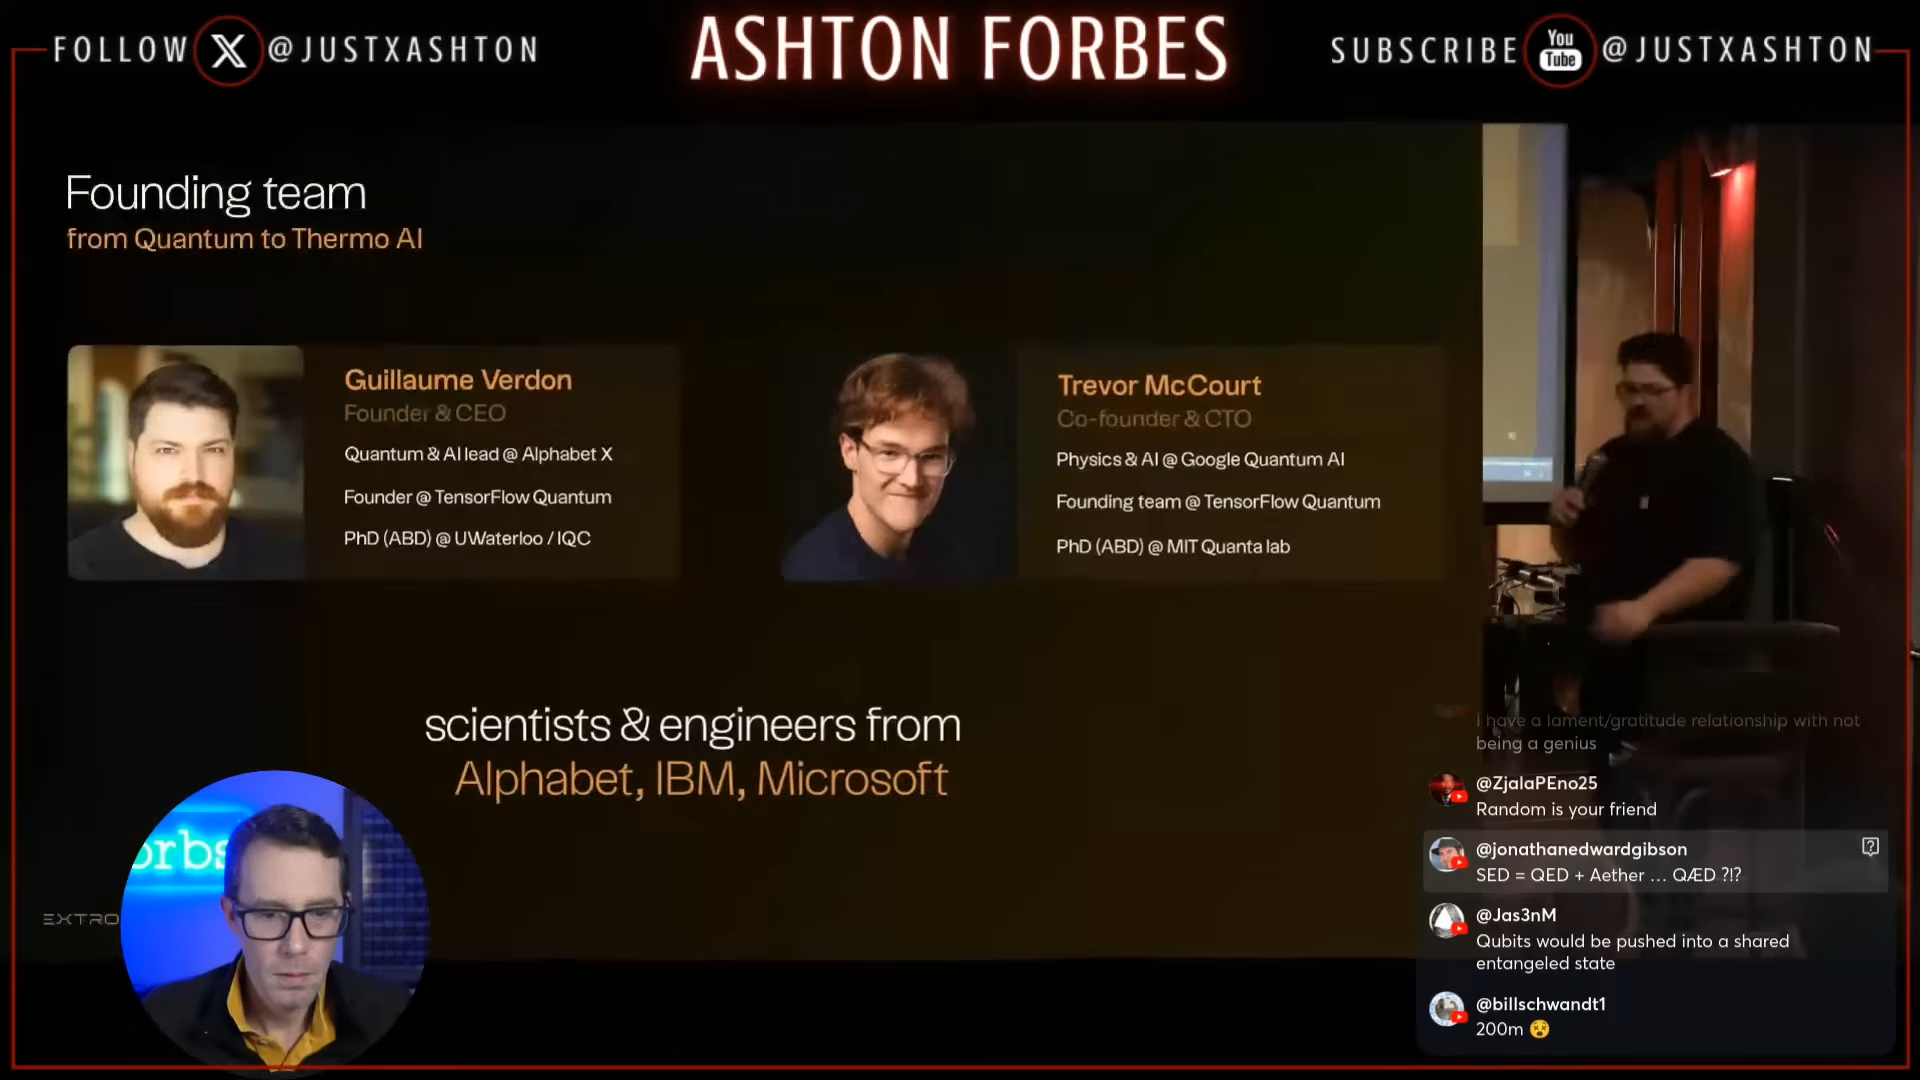 FOLLOW X @JUSTXASHTON
ASHTON FORBES
SUBSCRIBE You Tube @JUSTXASHTON
Founding team
from Quantum to Thermo AI
Guillaume Verdon
Founder & CEO
Quantum & AI lead @ Alphabet X
Founder @ TensorFlow Quantum
PhD (ABD) @ UWaterloo / IQC
Trevor McCourt
Co-founder & CTO
Physics & AI @ Google Quantum AI
Founding team @ TensorFlow Quantum
PhD (ABD) @ MIT Quanta lab
scientists & engineers from
Alphabet, IBM, Microsoft
EXTRO
orbs
I have a lament/gratitude relationship with not
being a genius
@ZjalaPEno25
Random is your friend
@jonathanedwardgibson
SED = QED + Aether ... QÆD ?!?
@Jas3nM
Qubits would be pushed into a shared
entangeled state
@billschwandt1
200m 😵